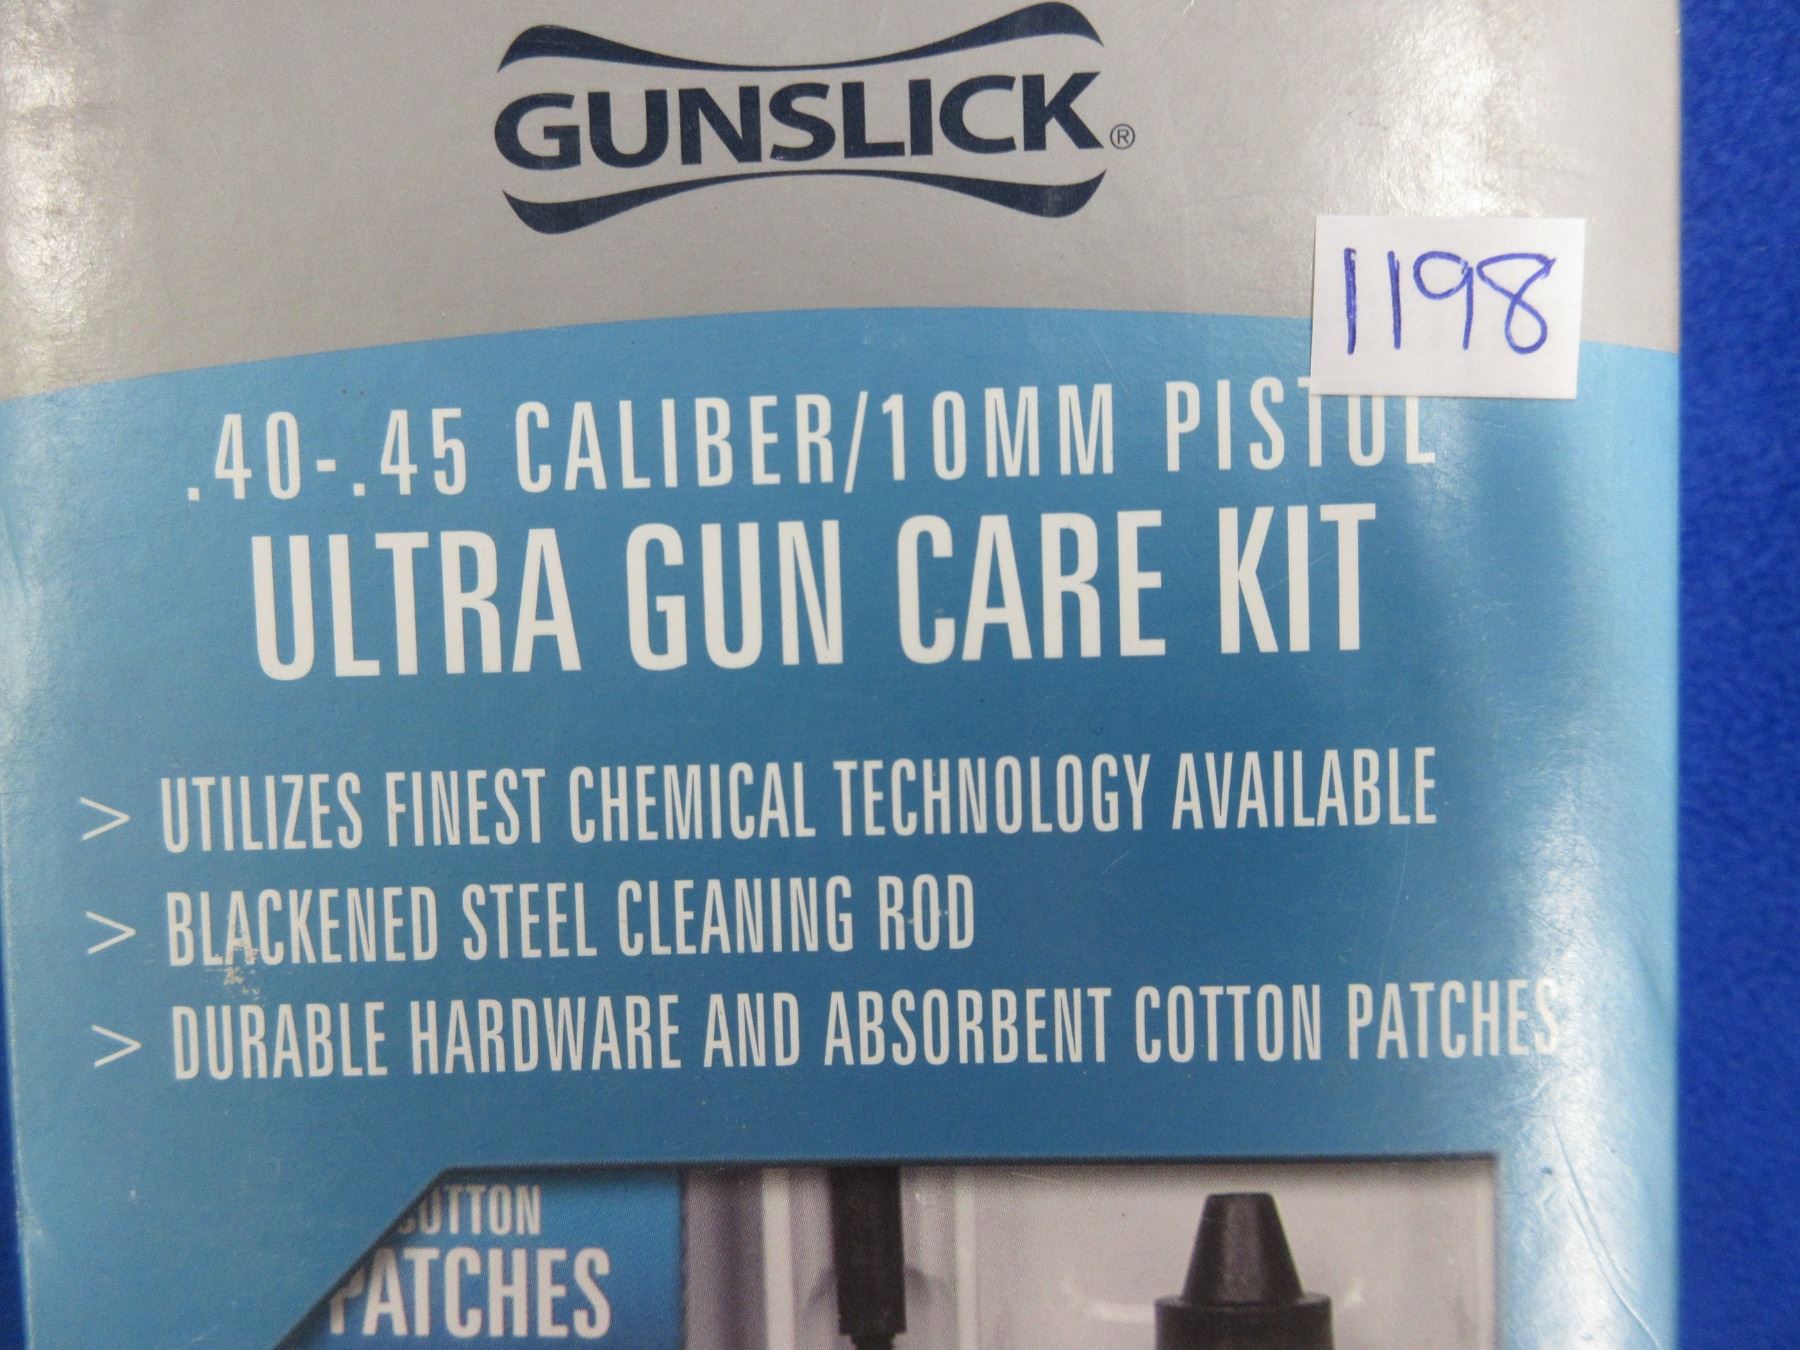 GUNSLICK®
1198
.40-.45 CALIBER/10MM PISTOL
ULTRA GUN CARE KIT
> UTILIZES FINEST CHEMICAL TECHNOLOGY AVAILABLE
> BLACKENED STEEL CLEANING ROD
> DURABLE HARDWARE AND ABSORBENT COTTON PATCHES
COTTON
PATCHES